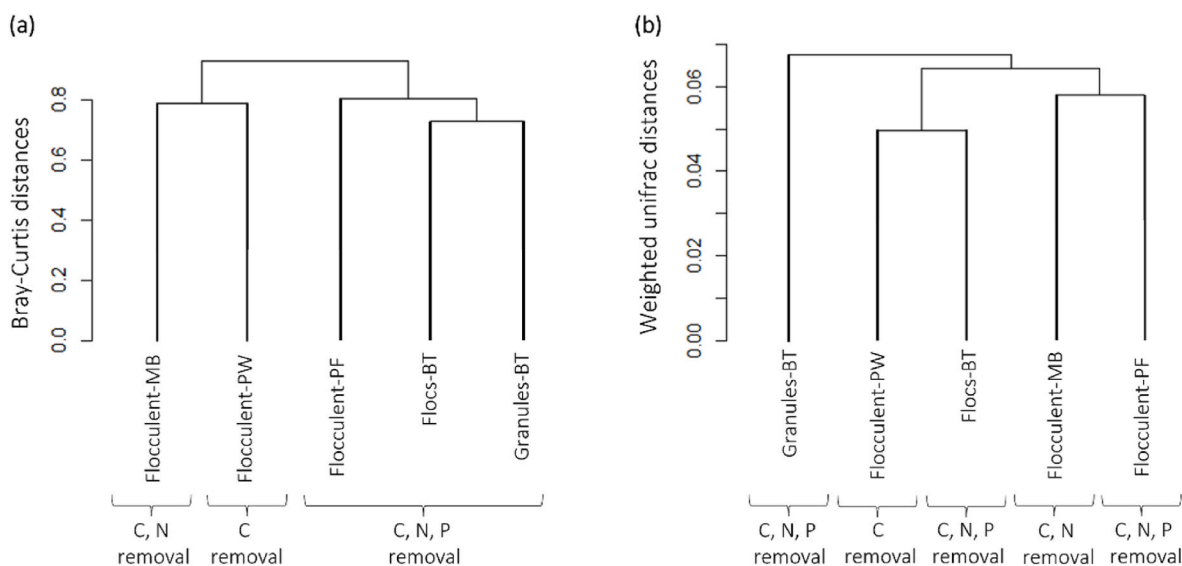 (a)
Bray-Curtis distances
0.8
0.6
0.4
0.2
0.0
Flocculent-MB
Flocculent-PW
Flocculent-PF
Flocs-BT
Granules-BT
C, N
removal
C
removal
C, N, P
removal
(b)
Weighted unifrac distances
0.06
0.04
0.02
0.00
Granules-BT
Flocculent-PW
Flocs-BT
Flocculent-MB
Flocculent-PF
C, N, P
removal
C
removal
C, N, P
removal
C, N
removal
C, N, P
removal